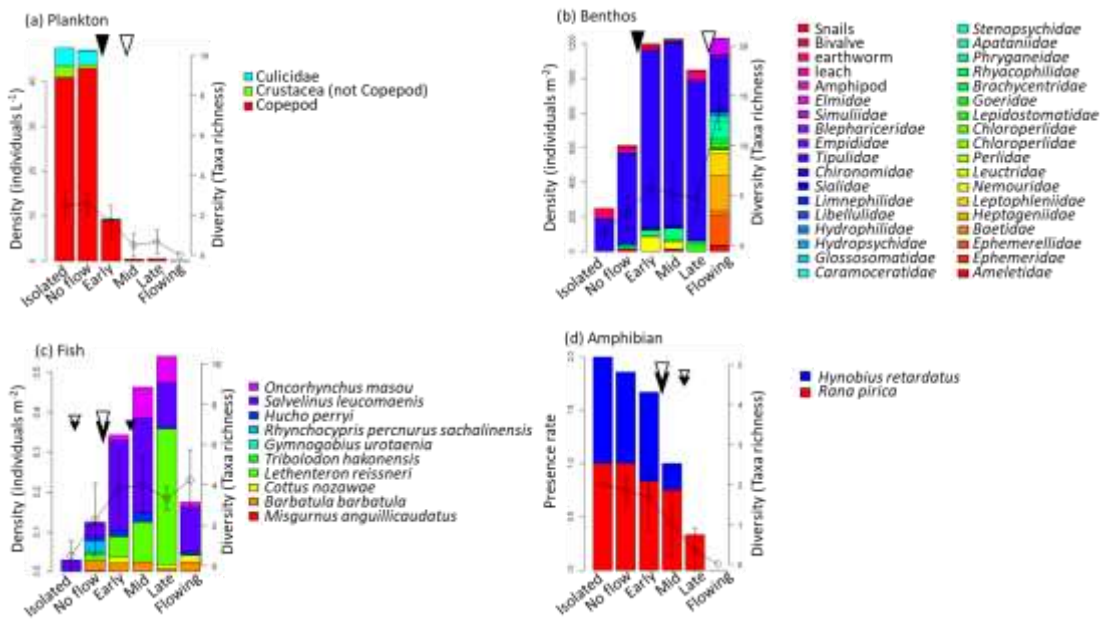 (a) Plankton
Density (individuals L⁻¹)
Diversity (Taxa richness)
Isolated
No flow
Early
Mid
Late
Flowing
Culicidae
Crustacea (not Copepod)
Copepod
(b) Benthos
Density (individuals m⁻²)
Diversity (Taxa richness)
Isolated
No flow
Early
Mid
Late
Flowing
Snails
Bivalve
earthworm
leach
Amphipod
Elmidae
Simuliidae
Blephariceridae
Empididae
Tipulidae
Chironomidae
Sialidae
Limnephilidae
Libellulidae
Hydrophilidae
Hydropsychidae
Glossosomatidae
Caramoceratidae
Stenopsychidae
Apataniidae
Phryganeidae
Rhyacophilidae
Brachycentridae
Goeridae
Lepidostomatidae
Chloroperlidae
Chloroperlidae
Perlidae
Leuctridae
Nemouridae
Leptophleniidae
Heptageniidae
Baetidae
Ephemerellidae
Ephemeridae
Ameletidae
(c) Fish
Density (individuals m⁻²)
Diversity (Taxa richness)
Isolated
No flow
Early
Mid
Late
Flowing
Oncorhynchus masou
Salvelinus leucomaenis
Hucho perryi
Rhynchocypris percnurus sachalinensis
Gymnogobius urotaenia
Tribolodon hakonensis
Lethenteron reissneri
Cottus nozawae
Barbatula barbatula
Misgurnus anguillicaudatus
(d) Amphibian
Presence rate
Diversity (Taxa richness)
Isolated
No flow
Early
Mid
Late
Flowing
Hynobius retardatus
Rana pirica